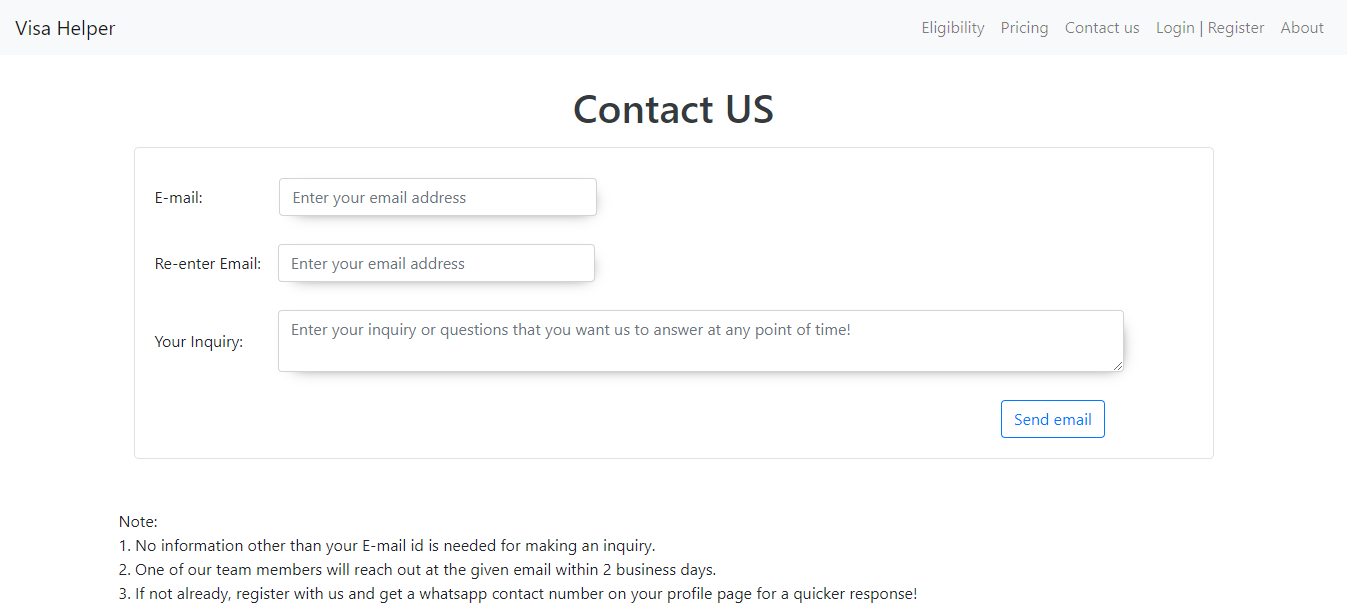 Visa Helper Eligibility Pricing Contact us Login | Register About
Contact US
E-mail: Enter your email address
Re-enter Email: Enter your email address
Your Inquiry: Enter your inquiry or questions that you want us to answer at any point of time!
Send email
Note:
1. No information other than your E-mail id is needed for making an inquiry.
2. One of our team members will reach out at the given email within 2 business days.
3. If not already, register with us and get a whatsapp contact number on your profile page for a quicker response!